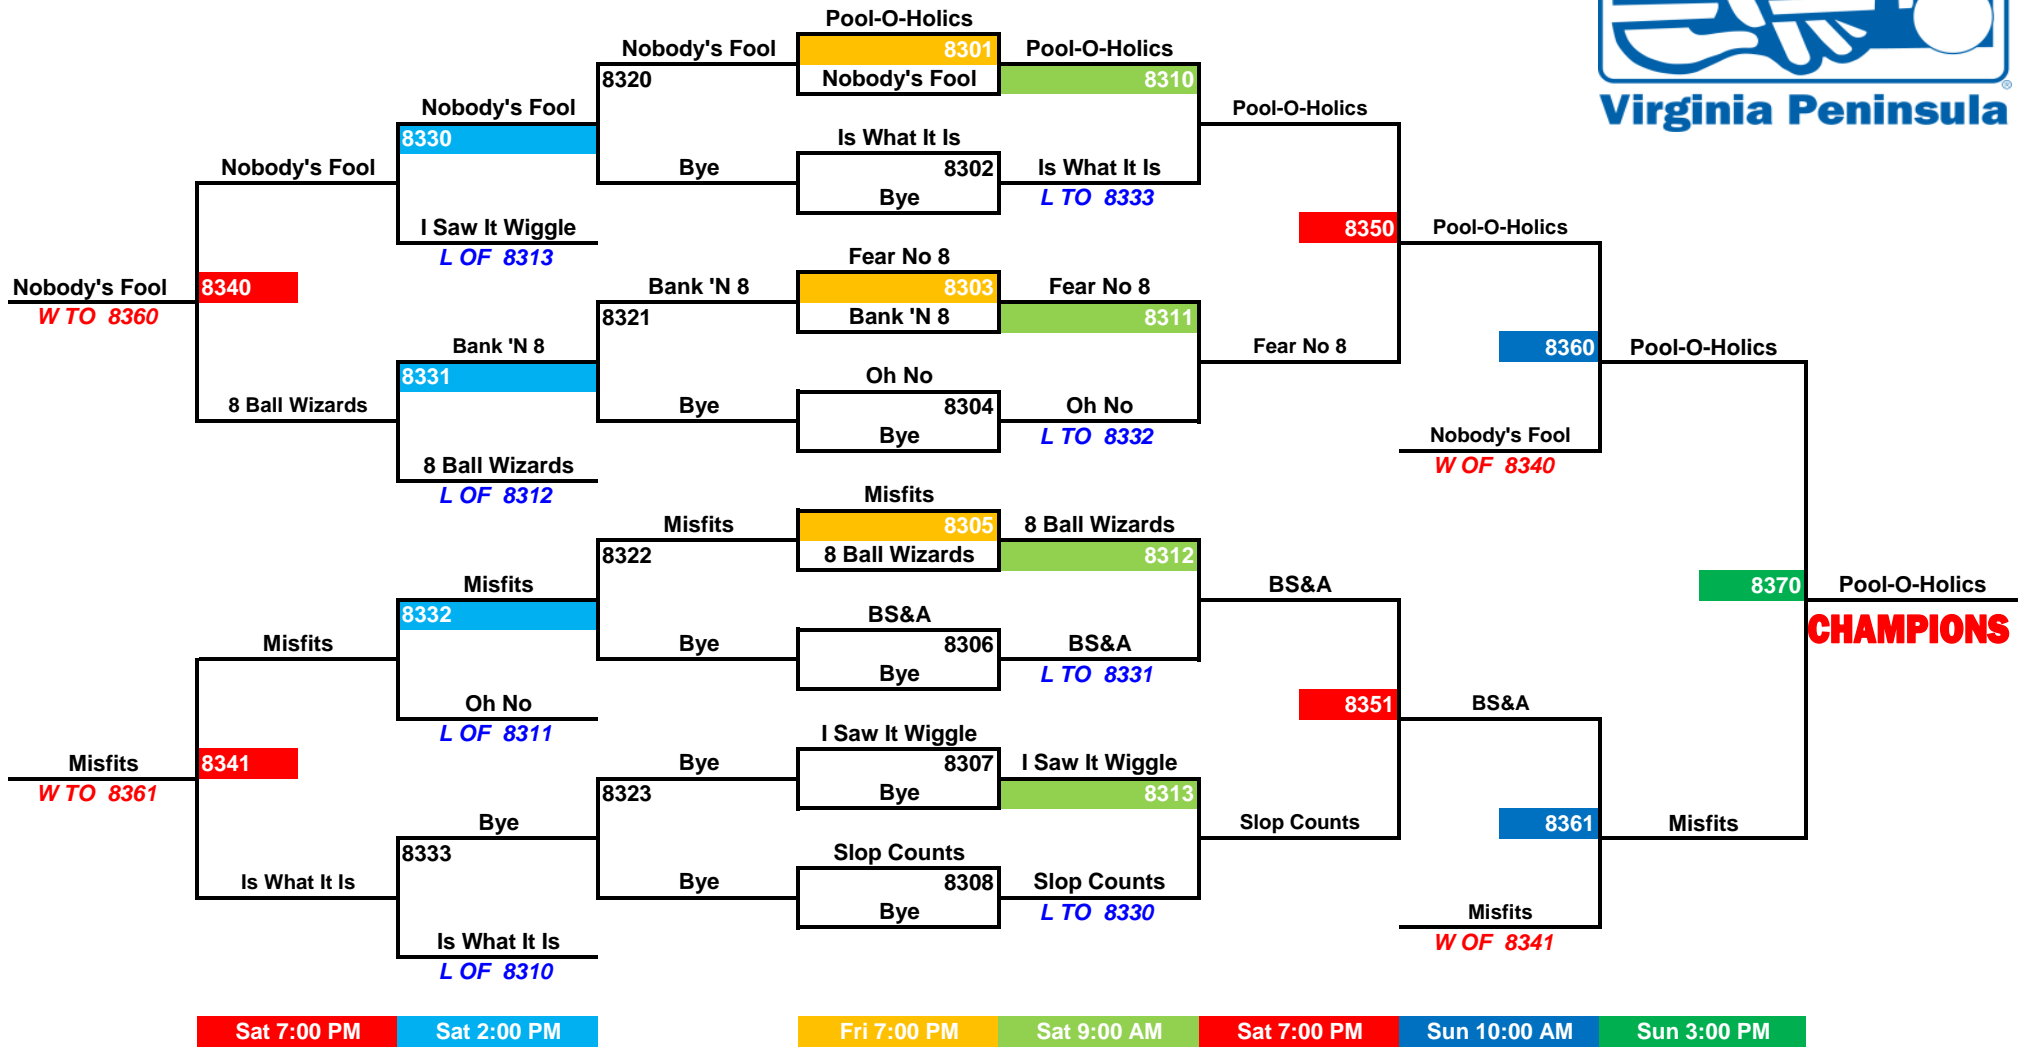 Pool-O-Holics
Nobody's Fool 8301 Pool-O-Holics
8320 Nobody's Fool 8310
Nobody's Fool Pool-O-Holics
Virginia Peninsula
®
8330 Is What It Is
Nobody's Fool Bye 8302 Is What It Is
Bye L TO 8333
I Saw It Wiggle 8350 Pool-O-Holics
L OF 8313 Fear No 8
Nobody's Fool 8340 Bank 'N 8 8303 Fear No 8
W TO 8360 8321 Bank 'N 8 8311
Bank 'N 8 Fear No 8 8360 Pool-O-Holics
8331 Oh No
8 Ball Wizards Bye 8304 Oh No
Bye L TO 8332 Nobody's Fool
8 Ball Wizards W OF 8340
L OF 8312 Misfits
Misfits 8305 8 Ball Wizards
8322 8 Ball Wizards 8312
Misfits BS&A 8370 Pool-O-Holics
8332 BS&A CHAMPIONS
Misfits Bye 8306 BS&A
Bye L TO 8331
Oh No 8351 BS&A
L OF 8311 I Saw It Wiggle
Misfits 8341 Bye 8307 I Saw It Wiggle
W TO 8361 8323 Bye 8313
Bye Slop Counts 8361 Misfits
8333 Slop Counts
Is What It Is Bye 8308 Slop Counts
Bye L TO 8330 Misfits
Is What It Is W OF 8341
L OF 8310
Sat 7:00 PM Sat 2:00 PM Fri 7:00 PM Sat 9:00 AM Sat 7:00 PM Sun 10:00 AM Sun 3:00 PM